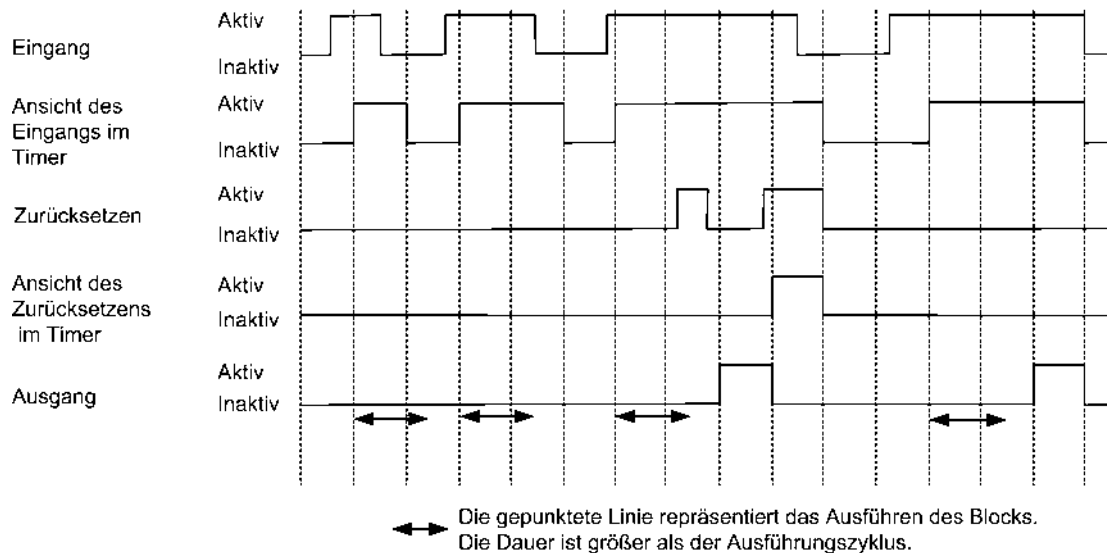 Eingang
Aktiv
Inaktiv
Ansicht des
Eingangs im
Timer
Aktiv
Inaktiv
Zurücksetzen
Aktiv
Inaktiv
Ansicht des
Zurücksetzens
im Timer
Aktiv
Inaktiv
Ausgang
Aktiv
Inaktiv
Die gepunktete Linie repräsentiert das Ausführen des Blocks.
Die Dauer ist größer als der Ausführungszyklus.